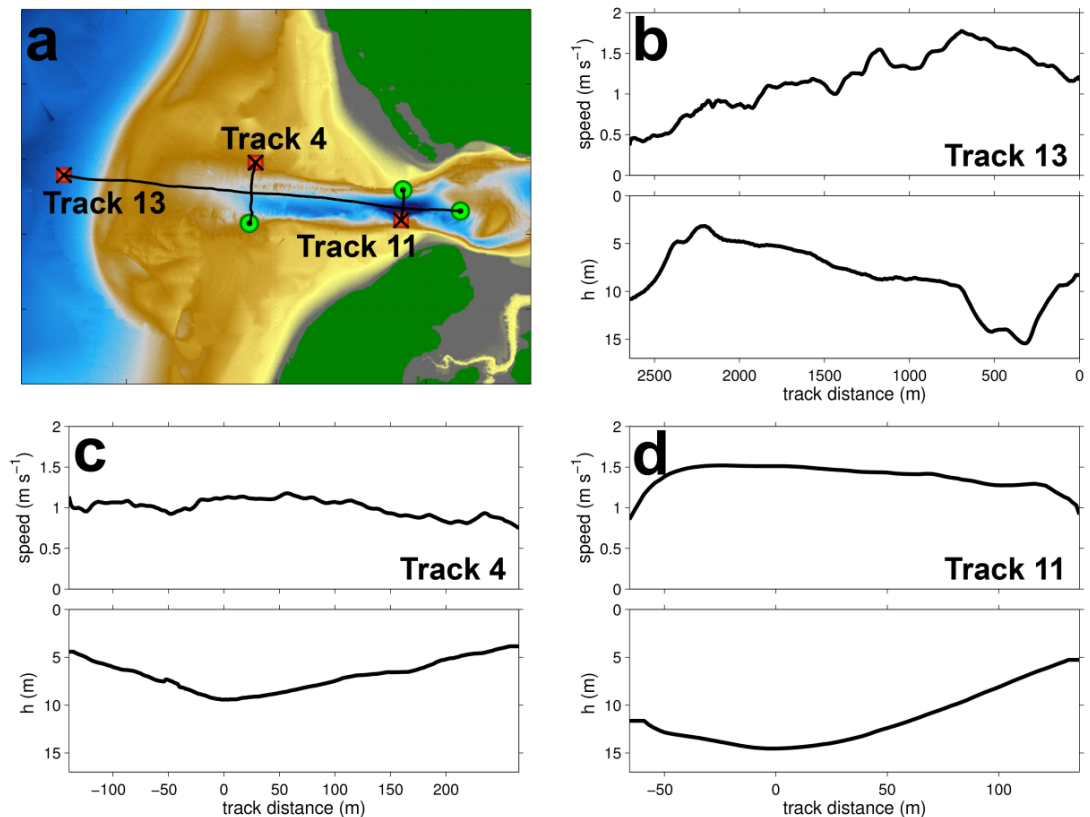 a
Track 4
Track 13
Track 11
b
2
1.5
1
0.5
0
speed (m s⁻¹)
Track 13
0
5
10
15
h (m)
2500 2000 1500 1000 500 0
track distance (m)
c
2
1.5
1
0.5
0
speed (m s⁻¹)
Track 4
0
5
10
15
h (m)
−100 −50 0 50 100 150 200
track distance (m)
d
2
1.5
1
0.5
0
speed (m s⁻¹)
Track 11
0
5
10
15
h (m)
−50 0 50 100
track distance (m)